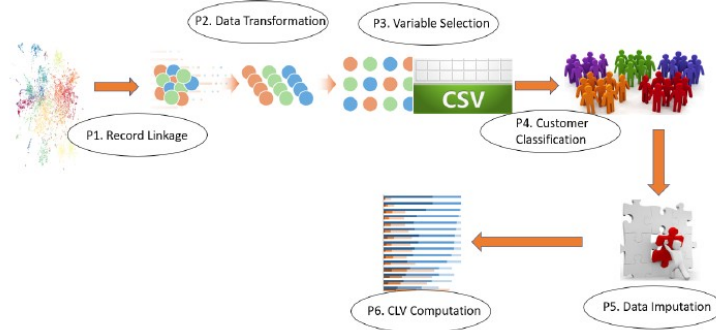 P2. Data Transformation
P3. Variable Selection
CSV
P1. Record Linkage
P4. Customer
Classification
P6. CLV Computation
P5. Data Imputation